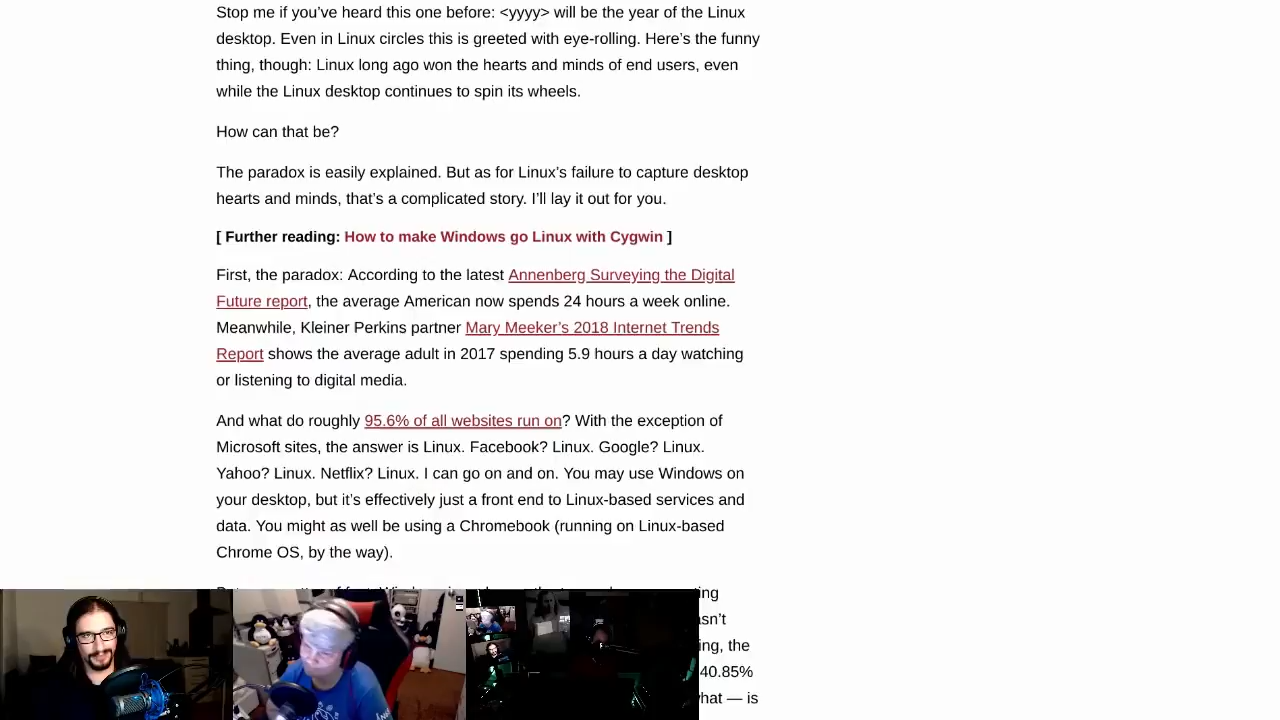 Stop me if you’ve heard this one before: <yyyy> will be the year of the Linux
desktop. Even in Linux circles this is greeted with eye-rolling. Here’s the funny
thing, though: Linux long ago won the hearts and minds of end users, even
while the Linux desktop continues to spin its wheels.
How can that be?
The paradox is easily explained. But as for Linux’s failure to capture desktop
hearts and minds, that’s a complicated story. I’ll lay it out for you.
[ Further reading: How to make Windows go Linux with Cygwin ]
First, the paradox: According to the latest Annenberg Surveying the Digital
Future report, the average American now spends 24 hours a week online.
Meanwhile, Kleiner Perkins partner Mary Meeker’s 2018 Internet Trends
Report shows the average adult in 2017 spending 5.9 hours a day watching
or listening to digital media.
And what do roughly 95.6% of all websites run on? With the exception of
Microsoft sites, the answer is Linux. Facebook? Linux. Google? Linux.
Yahoo? Linux. Netflix? Linux. I can go on and on. You may use Windows on
your desktop, but it’s effectively just a front end to Linux-based services and
data. You might as well be using a Chromebook (running on Linux-based
Chrome OS, by the way).
the
40.85%
— is